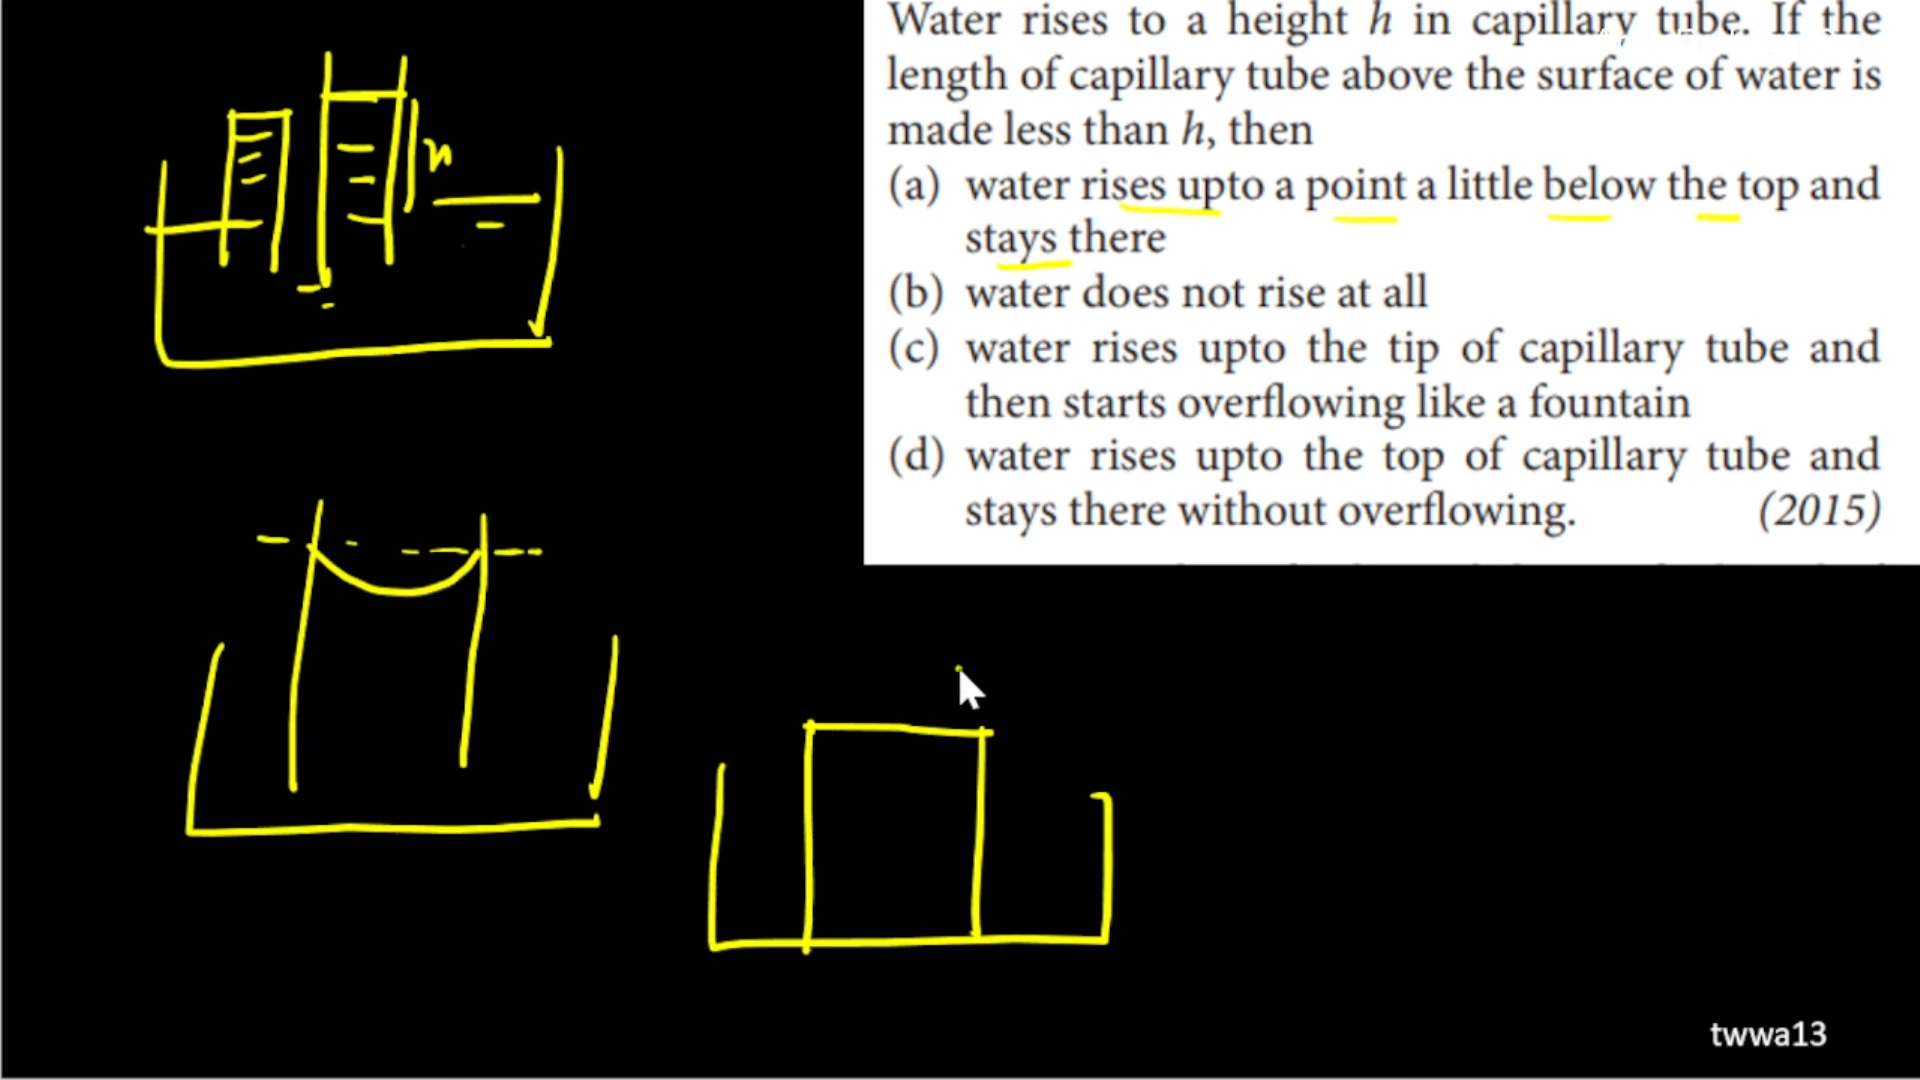 Water rises to a height h in capillary tube. If the
length of capillary tube above the surface of water is
made less than h, then
(a) water rises upto a point a little below the top and
stays there
(b) water does not rise at all
(c) water rises upto the tip of capillary tube and
then starts overflowing like a fountain
(d) water rises upto the top of capillary tube and
stays there without overflowing. (2015)
twwa13